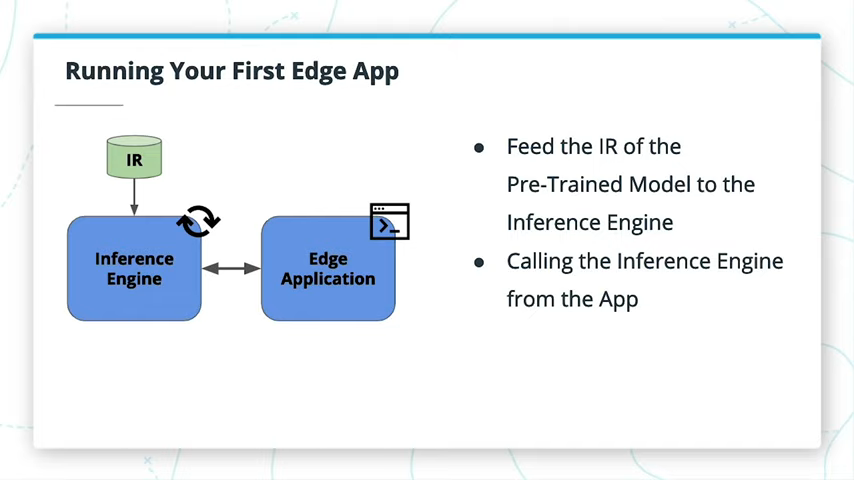 Running Your First Edge App
IR
Inference
Engine
Edge
Application
● Feed the IR of the
Pre-Trained Model to the
Inference Engine
● Calling the Inference Engine
from the App